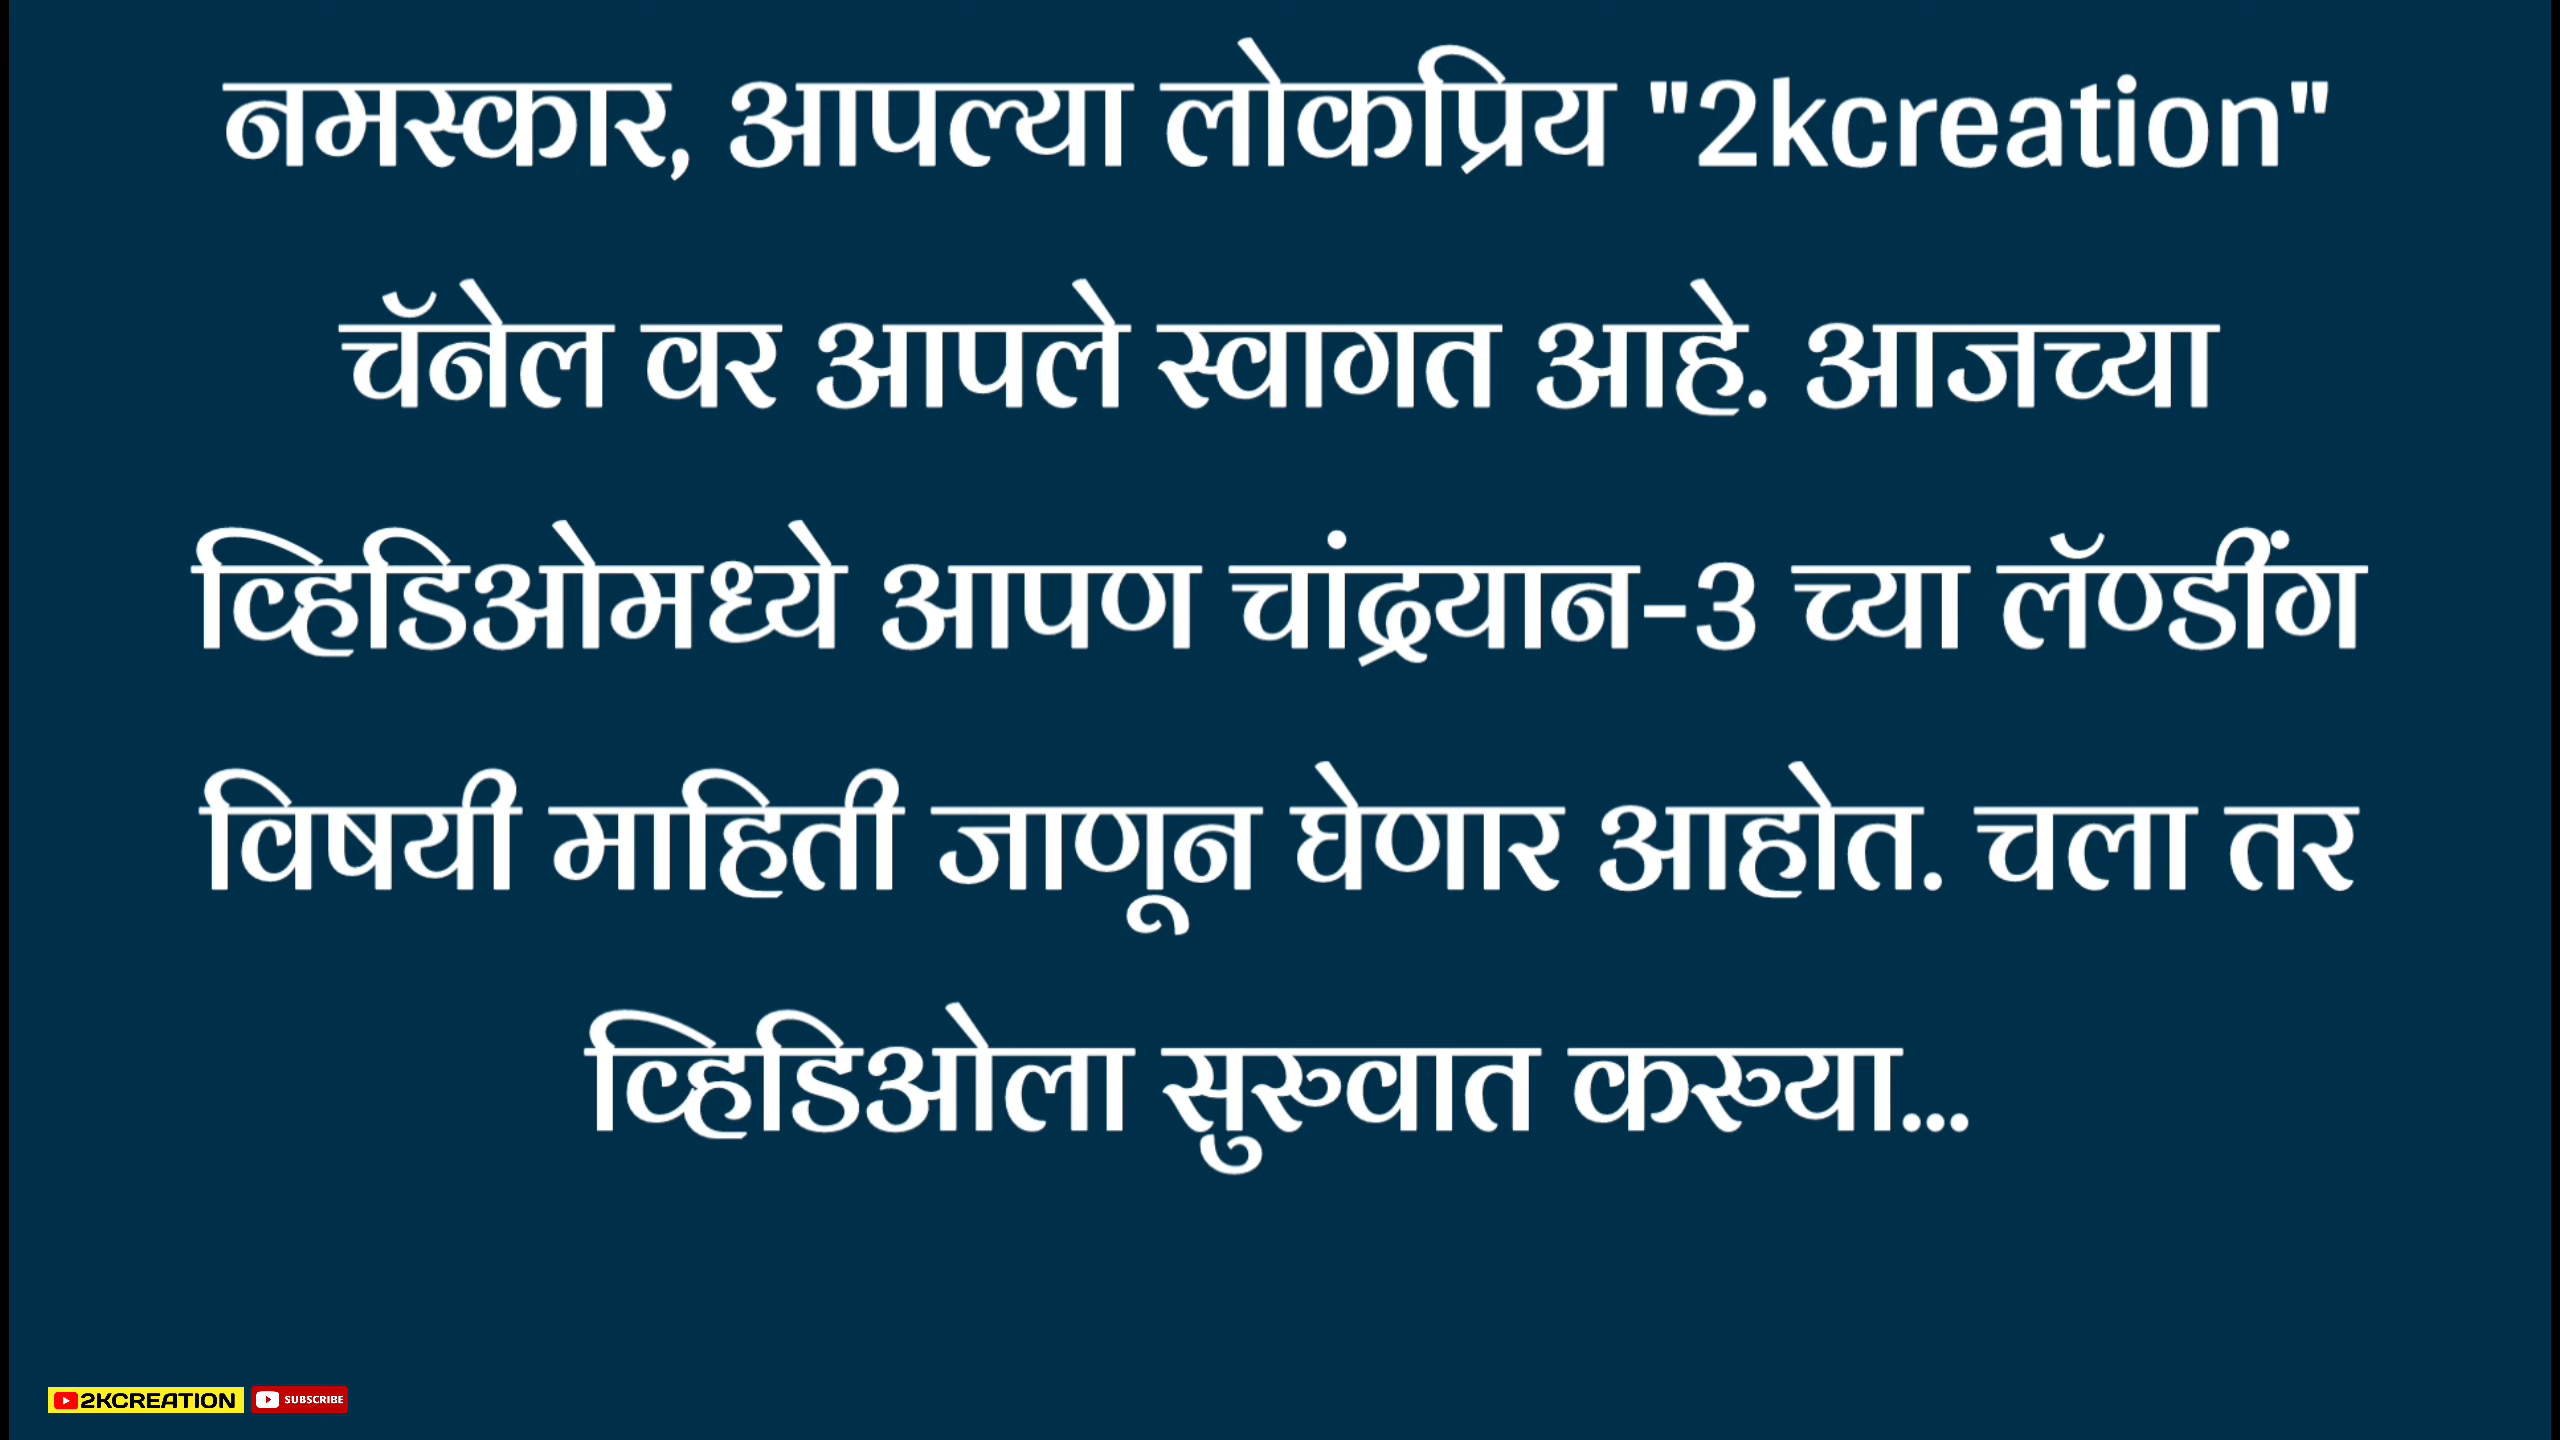 नमस्कार, आपल्या लोकप्रिय "2kcreation"
चॅनेल वर आपले स्वागत आहे. आजच्या
व्हिडिओमध्ये आपण चांद्रयान-3 च्या लॅण्डींग
विषयी माहिती जाणून घेणार आहोत. चला तर
व्हिडिओला सुरुवात करुया...
2KCREATION SUBSCRIBE